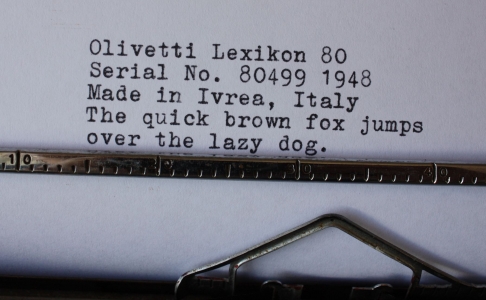 Olivetti Lexikon 80
Serial No. 80499 1948
Made in Ivrea, Italy
The quick brown fox jumps
over the lazy dog.